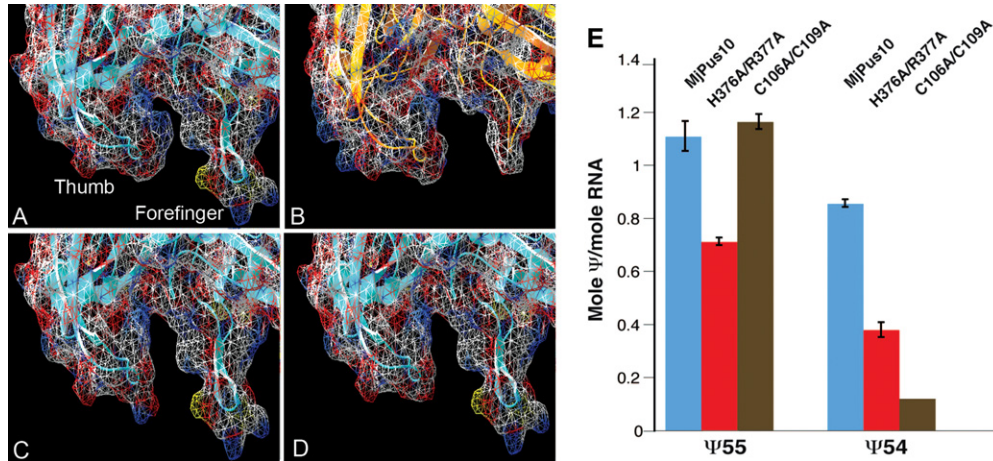 A
Thumb
Forefinger
B
C
D
E
Mole Ψ/mole RNA
1.4
1.2
1
0.8
0.6
0.4
0.2
0
MjPus10
H376A/R377A
C106A/C109A
MjPus10
H376A/R377A
C106A/C109A
Ψ55
Ψ54